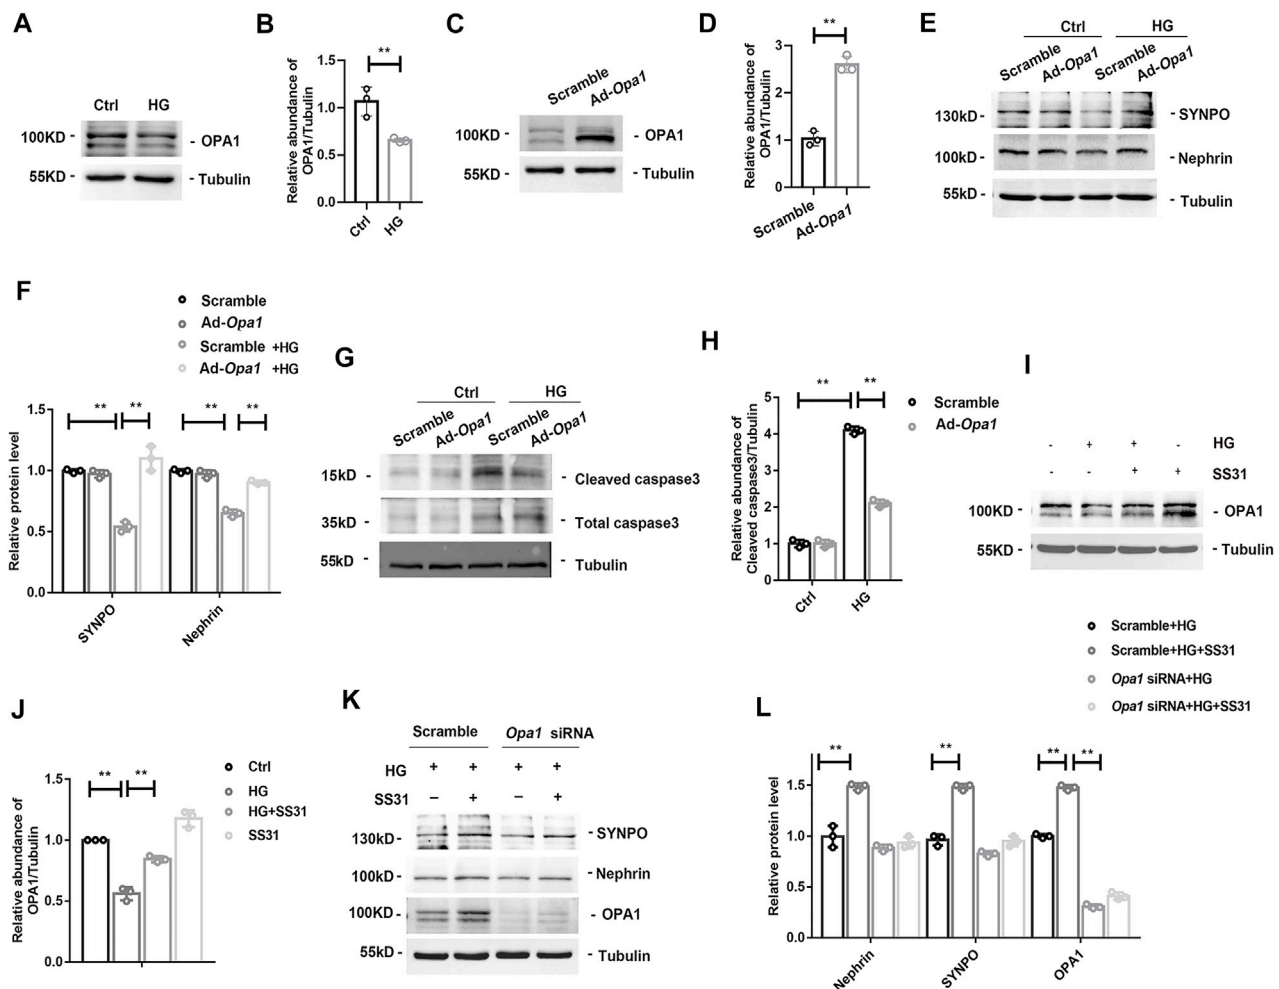 A
Ctrl HG
100KD - - OPA1
55KD - - Tubulin
B
**
Relative abundance of
OPA1/Tubulin
1.5
1.0
0.5
0.0
Ctrl
HG
C
Scramble
Ad-Opa1
100KD - - OPA1
55KD - - Tubulin
D
**
Relative abundance of
OPA1/Tubulin
3
2
1
0
Scramble
Ad-Opa1
E
Ctrl HG
Scramble Ad-Opa1 Scramble Ad-Opa1
130kD - - SYNPO
100kD - - Nephrin
55kD - - Tubulin
F
Scramble
Ad-Opa1
Scramble +HG
Ad-Opa1 +HG
** ** ** **
Relative protein level
1.5
1.0
0.5
0.0
SYNPO
Nephrin
G
Ctrl HG
Scramble Ad-Opa1 Scramble Ad-Opa1
15kD - - Cleaved caspase3
35kD - - Total caspase3
55kD - - Tubulin
H
Scramble
Ad-Opa1
** **
Relative abundance of
Cleaved caspase3/Tubulin
5
4
3
2
1
0
Ctrl
HG
I
- + + - HG
- - + + SS31
100KD - - OPA1
55KD - - Tubulin
J
Ctrl
HG
HG+SS31
SS31
** **
Relative abundance of
OPA1/Tubulin
1.5
1.0
0.5
0.0
K
Scramble Opa1 siRNA
HG + + + +
SS31 – + – +
130kD - - SYNPO
100kD - - Nephrin
100KD - - OPA1
55kD - - Tubulin
L
Scramble+HG
Scramble+HG+SS31
Opa1 siRNA+HG
Opa1 siRNA+HG+SS31
** ** ** **
Relative protein level
1.5
1.0
0.5
0.0
Nephrin
SYNPO
OPA1